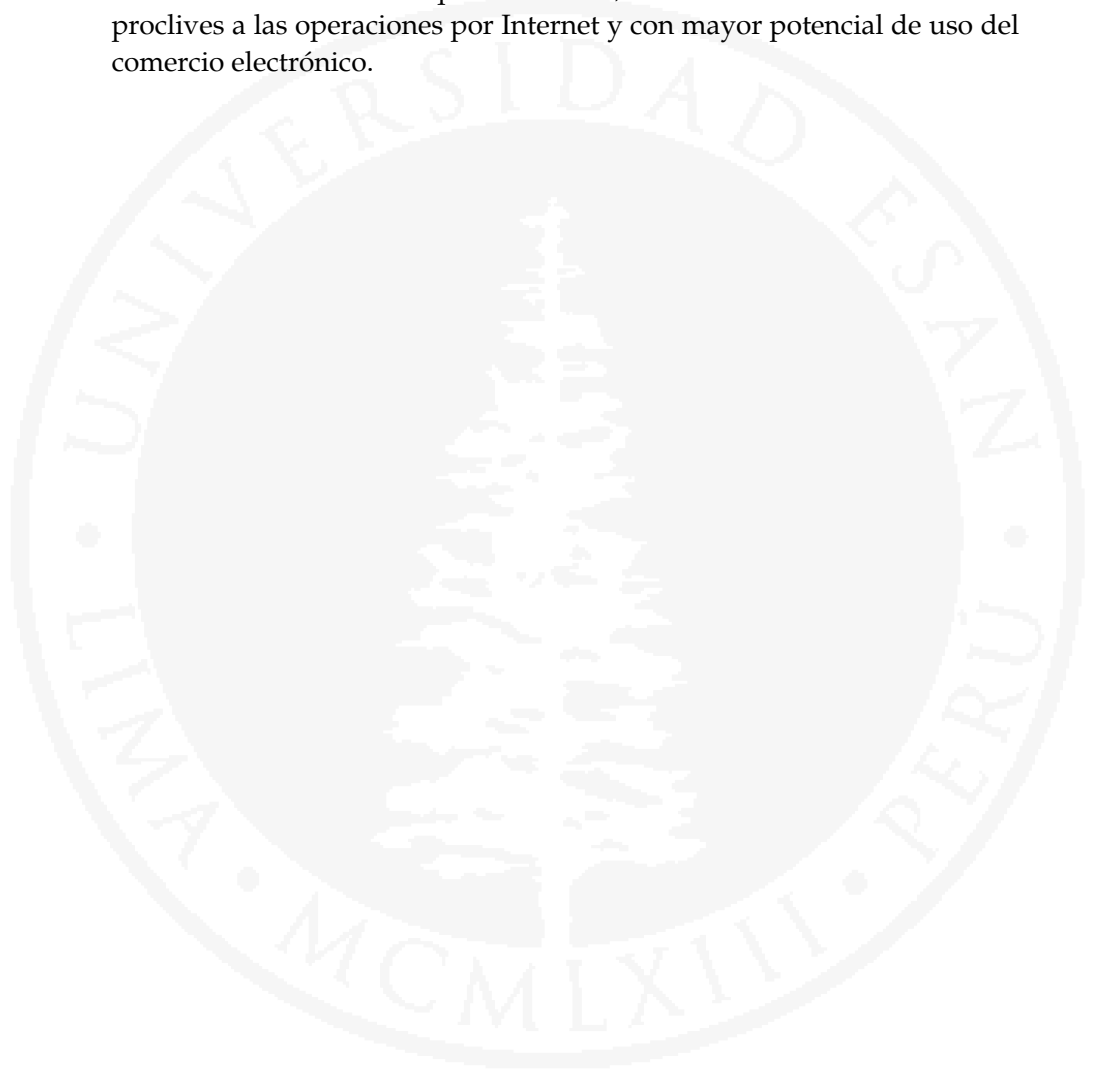 proclives a las operaciones por Internet y con mayor potencial de uso del
comercio electrónico.
UNIVERSIDAD ESAN
LIMA • MCMLXIII • PERÚ